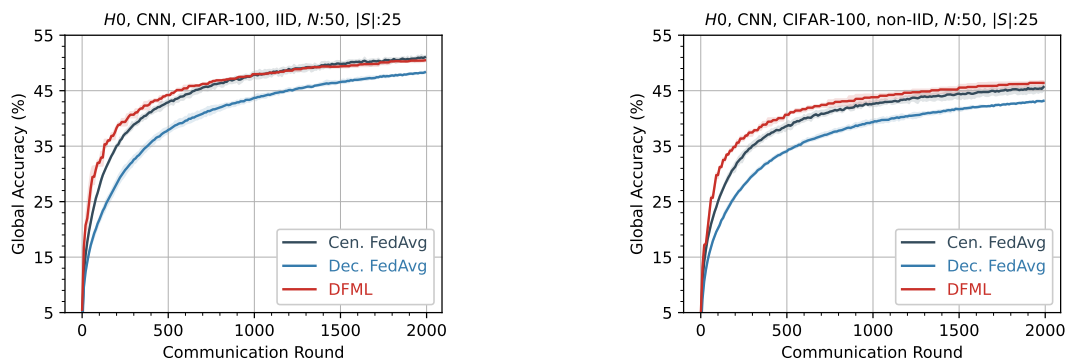 H0, CNN, CIFAR-100, IID, N:50, |S|:25
55
45
35
25
15
5
Global Accuracy (%)
Cen. FedAvg
Dec. FedAvg
DFML
0
500
1000
1500
2000
Communication Round
H0, CNN, CIFAR-100, non-IID, N:50, |S|:25
55
45
35
25
15
5
Global Accuracy (%)
Cen. FedAvg
Dec. FedAvg
DFML
0
500
1000
1500
2000
Communication Round